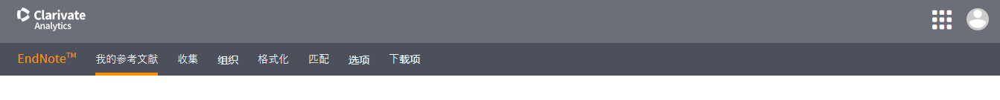 Clarivate
Analytics
EndNote™ 我的参考文献 收集 组织 格式化 匹配 选项 下载项